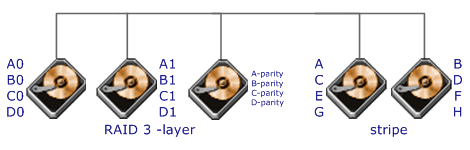 A0
B0
C0
D0
A1
B1
C1
D1
A-parity
B-parity
C-parity
D-parity
RAID 3 -layer
A
C
E
G
B
D
F
H
stripe